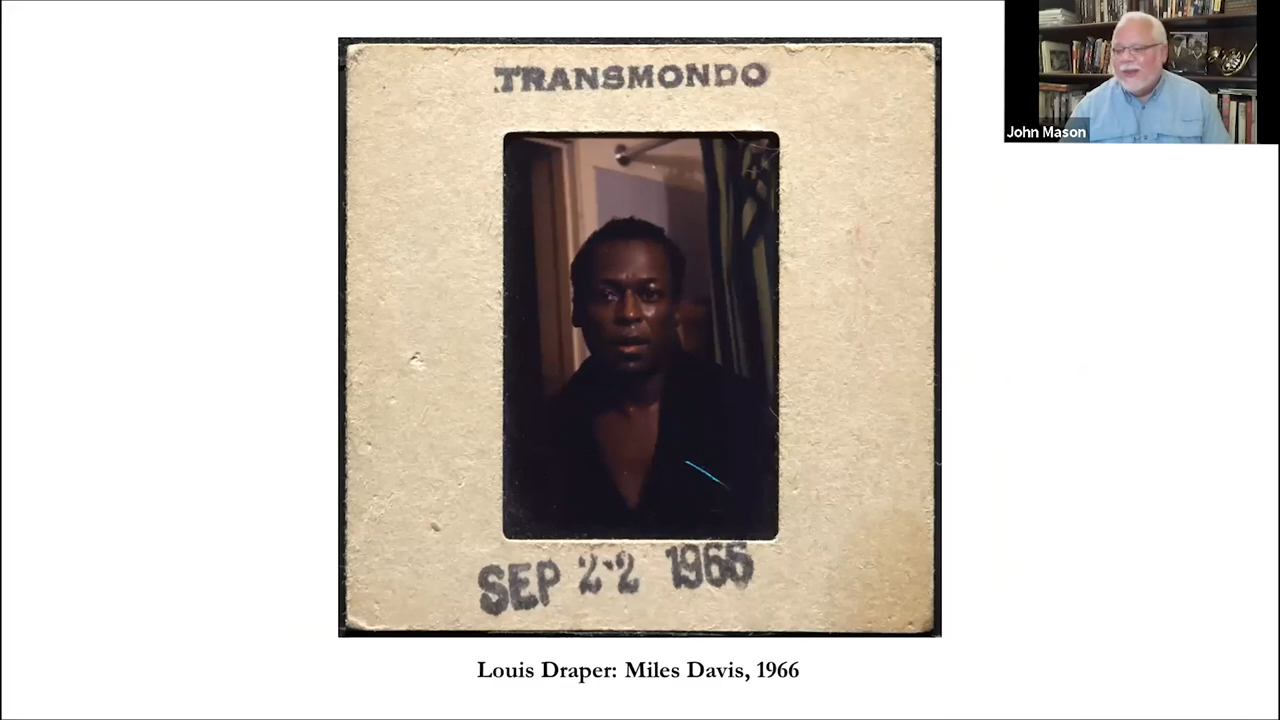 TRANSMONDO
John Mason
SEP 22 1966
Louis Draper: Miles Davis, 1966